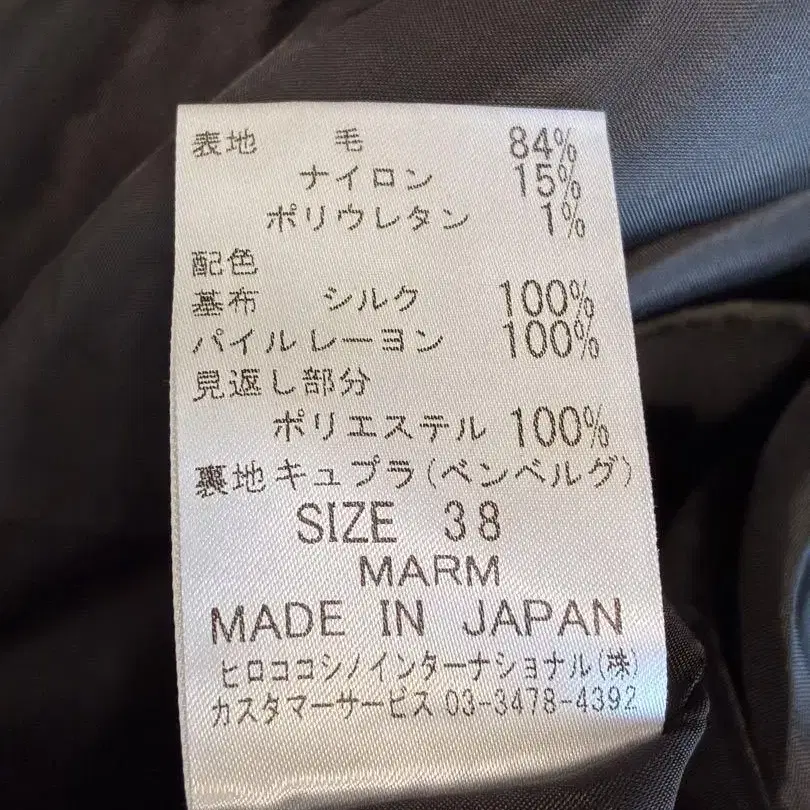 表地 毛 84%
ナイロン 15%
ポリウレタン 1%
配色
基布 シルク 100%
パイルレーヨン 100%
見返し部分
ポリエステル 100%
裏地キュプラ(ベンベルグ)
SIZE 38
MARM
MADE IN JAPAN
ヒロココシノインターナショナル(株)
カスタマーサービス 03-3478-4392